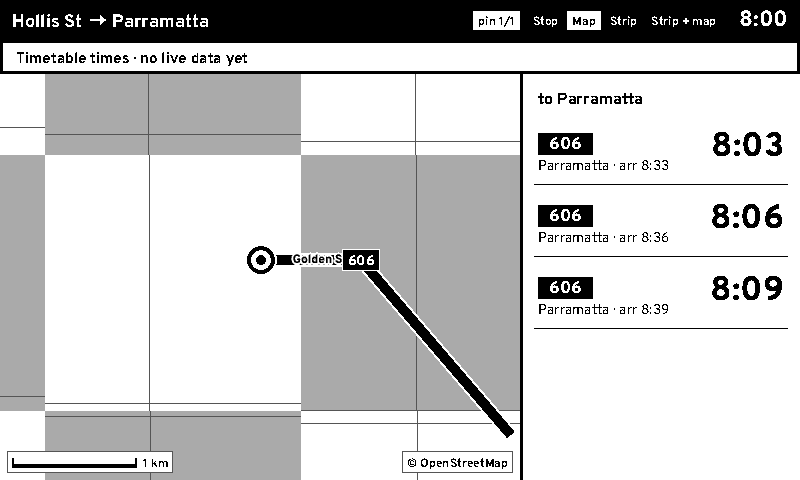 Hollis St → Parramatta
pin 1/1 Stop Map Strip Strip + map 8:00
Timetable times · no live data yet
to Parramatta
606 8:03
Parramatta · arr 8:33
606 8:06
Parramatta · arr 8:36
606 8:09
Parramatta · arr 8:39
606
1 km
© OpenStreetMap